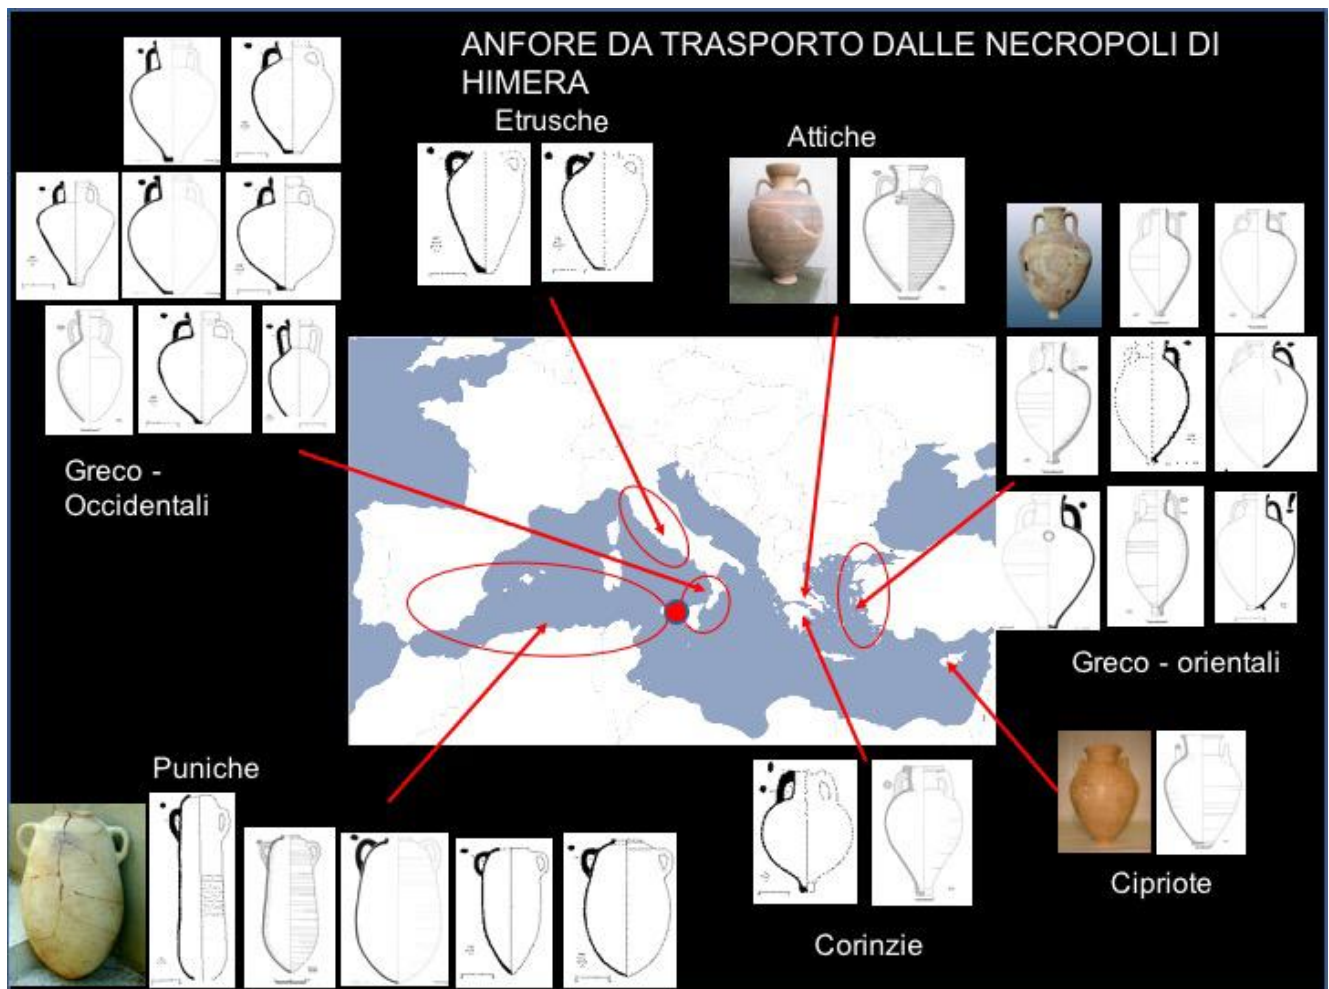 ANFORE DA TRASPORTO DALLE NECROPOLI DI
HIMERA
Etrusche
Attiche
Greco -
Occidentali
Greco - orientali
Puniche
Cipriote
Corinzie